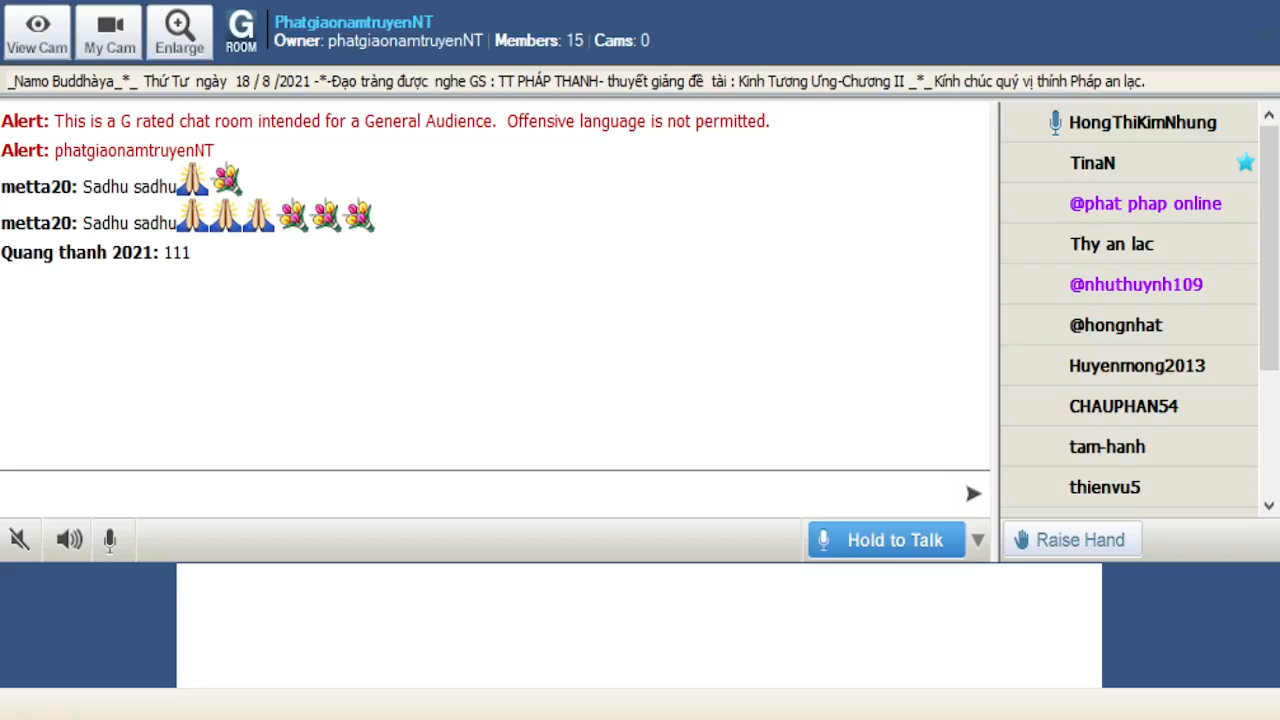 View Cam
My Cam
Enlarge
G
ROOM
PhatgiaonamtruyenNT
Owner: phatgiaonamtruyenNT | Members: 15 | Cams: 0
_Namo Buddhàya_*_ Thứ Tư ngày 18 / 8 /2021 -*-Đạo tràng được nghe GS : TT PHÁP THANH- thuyết giảng đề tài : Kinh Tương Ưng-Chương II _*_ Kính chúc quý vị thính Pháp an lạc.
Alert: This is a G rated chat room intended for a General Audience. Offensive language is not permitted.
Alert: phatgiaonamtruyenNT
metta20: Sadhu sadhu
metta20: Sadhu sadhu
Quang thanh 2021: 111
HongThiKimNhung
TinaN
@phat phap online
Thy an lac
@nhuthuynh109
@hongnhat
Huyenmong2013
CHAUPHAN54
tam-hanh
thienvu5
Hold to Talk
Raise Hand